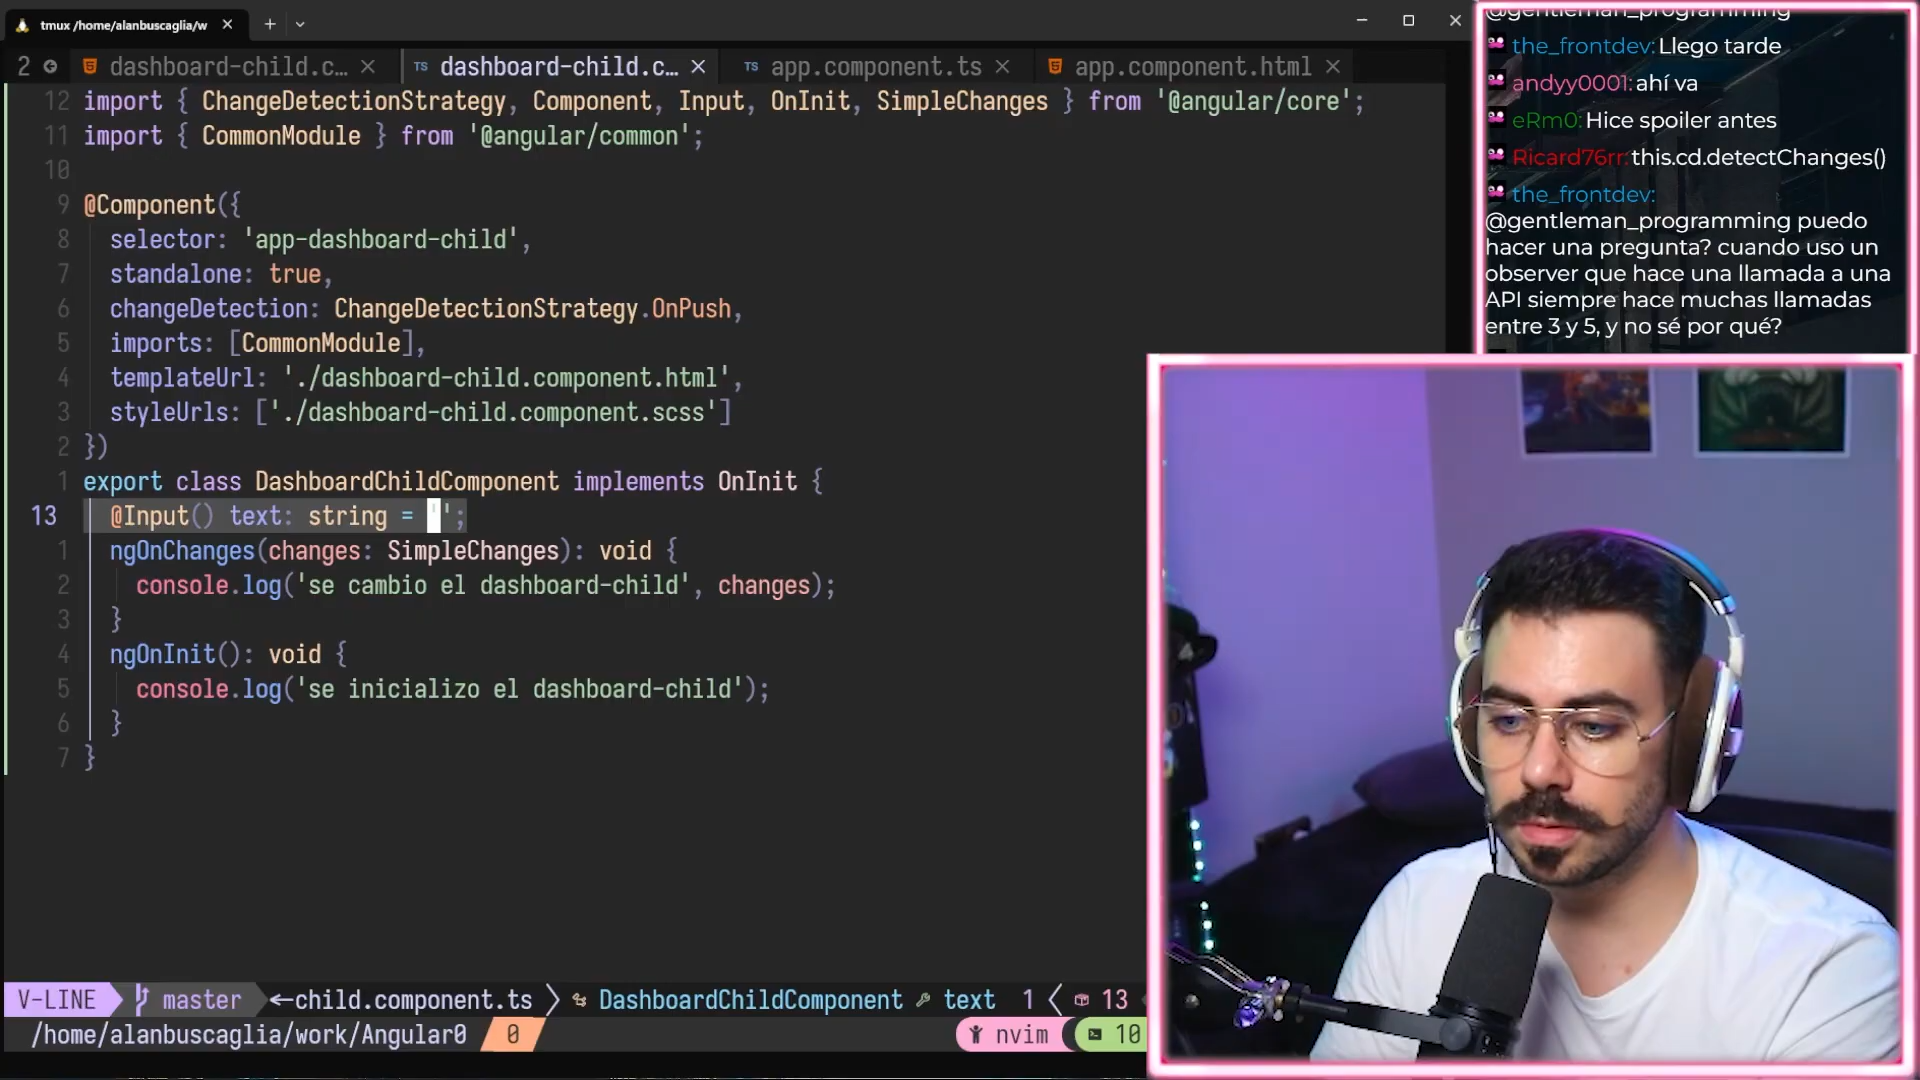 tmux /home/alanbuscaglia/w
2 dashboard-child.c… dashboard-child.c… app.component.ts app.component.html
12 import { ChangeDetectionStrategy, Component, Input, OnInit, SimpleChanges } from '@angular/core';
11 import { CommonModule } from '@angular/common';
10
9 @Component({
8 selector: 'app-dashboard-child',
7 standalone: true,
6 changeDetection: ChangeDetectionStrategy.OnPush,
5 imports: [CommonModule],
4 templateUrl: './dashboard-child.component.html',
3 styleUrls: ['./dashboard-child.component.scss']
2 })
1 export class DashboardChildComponent implements OnInit {
13 @Input() text: string = '';
1 ngOnChanges(changes: SimpleChanges): void {
2 console.log('se cambio el dashboard-child', changes);
3 }
4 ngOnInit(): void {
5 console.log('se inicializo el dashboard-child');
6 }
7 }
V-LINE master ←child.component.ts DashboardChildComponent text 1 13
/home/alanbuscaglia/work/Angular0 0 nvim 10
@gentleman_programming
the_frontdev: Llego tarde
andyy0001: ahí va
eRm0: Hice spoiler antes
Ricard76rr: this.cd.detectChanges()
the_frontdev:
@gentleman_programming puedo
hacer una pregunta? cuando uso un
observer que hace una llamada a una
API siempre hace muchas llamadas
entre 3 y 5, y no sé por qué?